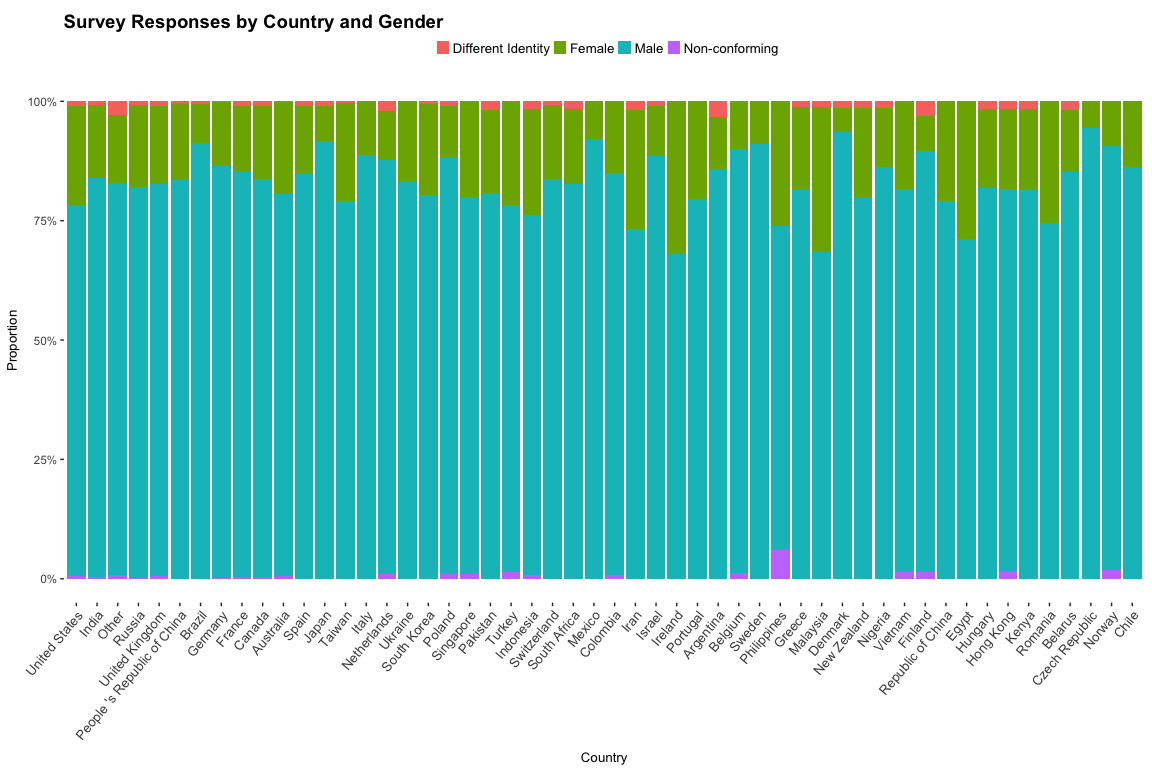 Survey Responses by Country and Gender
Different Identity Female Male Non-conforming
100%
75%
50%
25%
0%
Proportion
United States
India
Other
Russia
United Kingdom
People 's Republic of China
Brazil
Germany
France
Canada
Australia
Spain
Japan
Taiwan
Italy
Netherlands
Ukraine
South Korea
Poland
Singapore
Pakistan
Turkey
Indonesia
Switzerland
South Africa
Mexico
Colombia
Iran
Israel
Ireland
Portugal
Argentina
Belgium
Sweden
Philippines
Greece
Malaysia
Denmark
New Zealand
Nigeria
Vietnam
Finland
Republic of China
Egypt
Hungary
Hong Kong
Kenya
Romania
Belarus
Czech Republic
Norway
Chile
Country